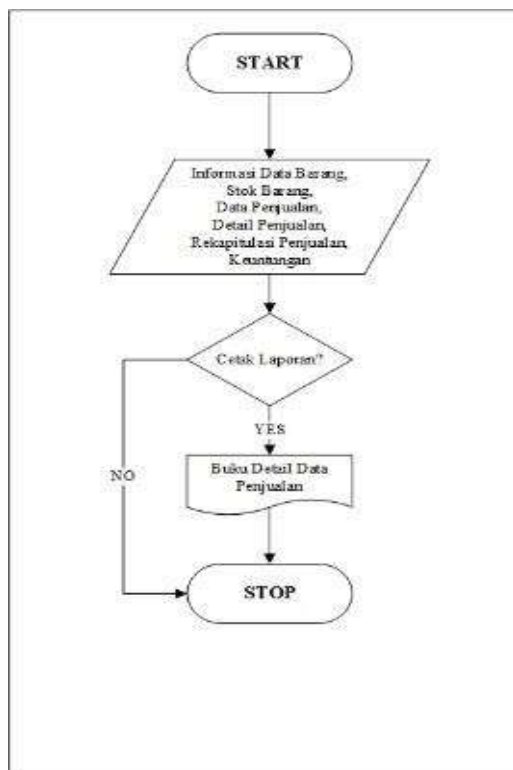 START
Informasi Data Barang,
Stok Barang,
Data Penjualan,
Detail Penjualan,
Rekapitulasi Penjualan,
Keuntungan
Cetak Laporan?
YES
NO
Buku Detail Data
Penjualan
STOP